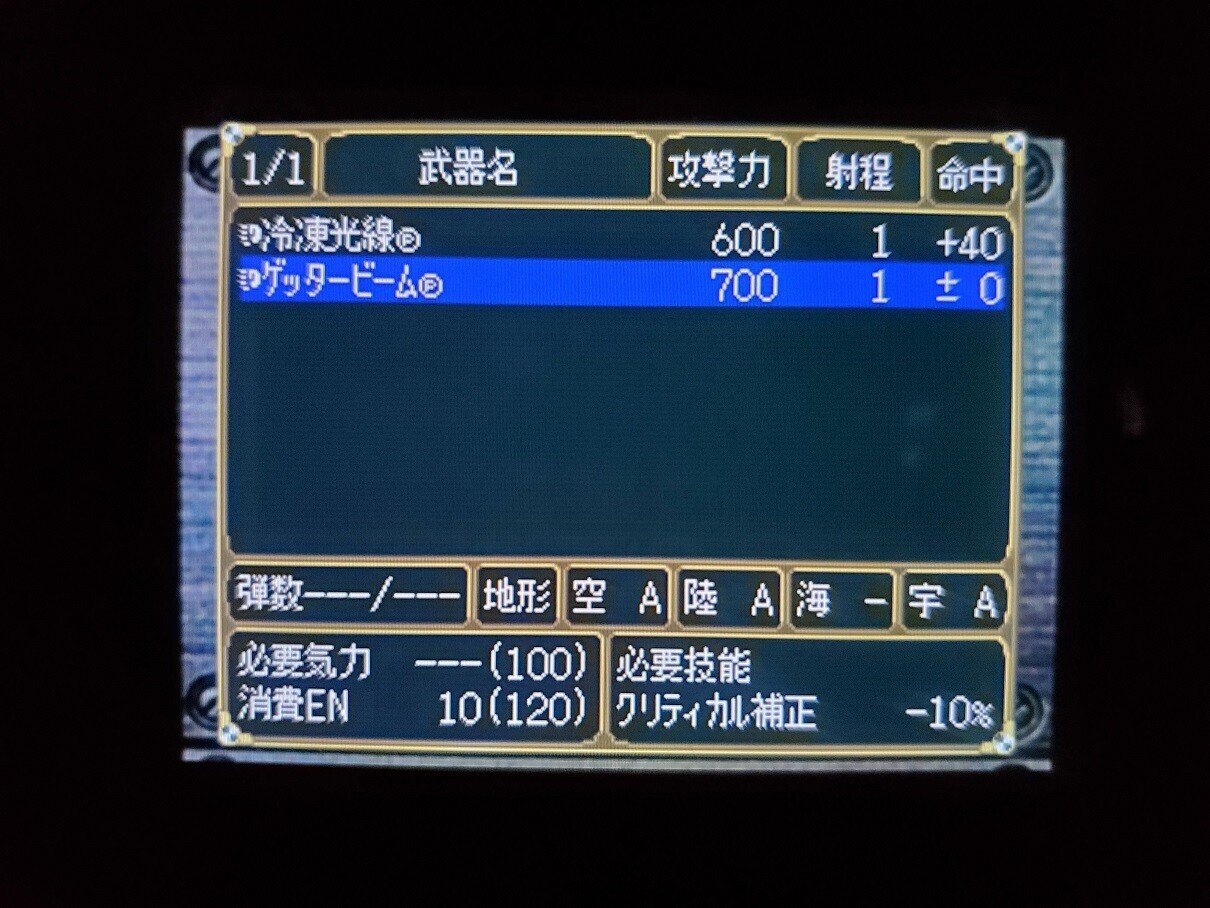 1/1 武器名 攻撃力 射程 命中
冷凍光線Ⓟ 600 1 +40
ゲッタービームⓅ 700 1 ± 0
弾数---/--- 地形 空 A 陸 A 海 - 宇 A
必要気力 ---(100) 必要技能
消費EN 10(120) クリティカル補正 -10%